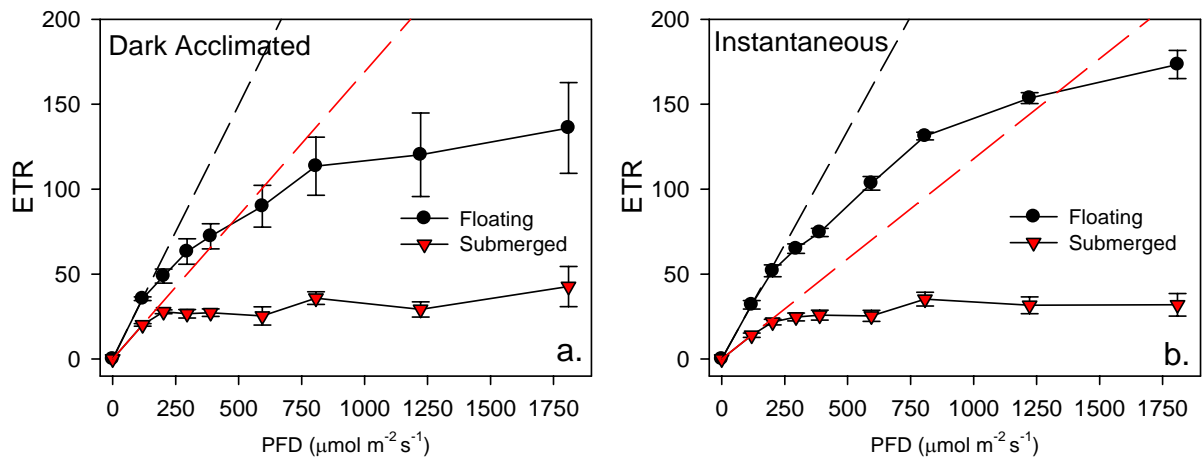 Dark Acclimated
200
150
100
50
0
ETR
Floating
Submerged
a.
0 250 500 750 1000 1250 1500 1750
PFD (μmol m⁻² s⁻¹)
Instantaneous
200
150
100
50
0
ETR
Floating
Submerged
b.
0 250 500 750 1000 1250 1500 1750
PFD (μmol m⁻² s⁻¹)